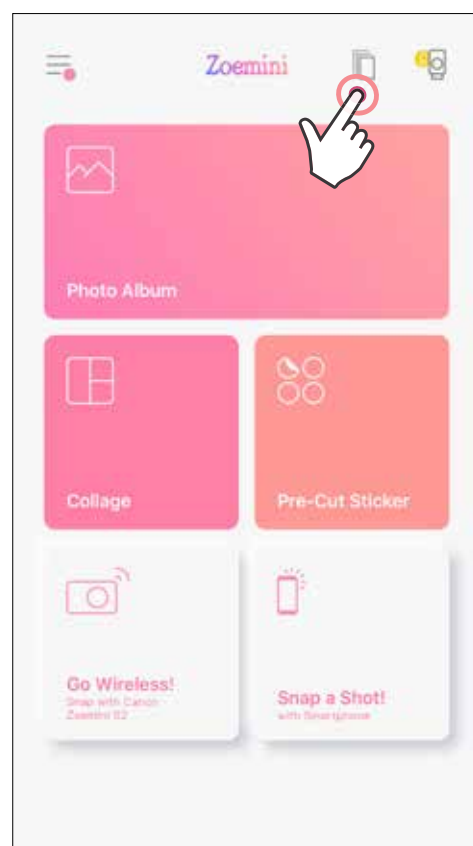 Zoemini
Photo Album
Collage
Pre-Cut Sticker
Go Wireless!
Snap with Canon
Zoemini S2
Snap a Shot!
with Smartphone